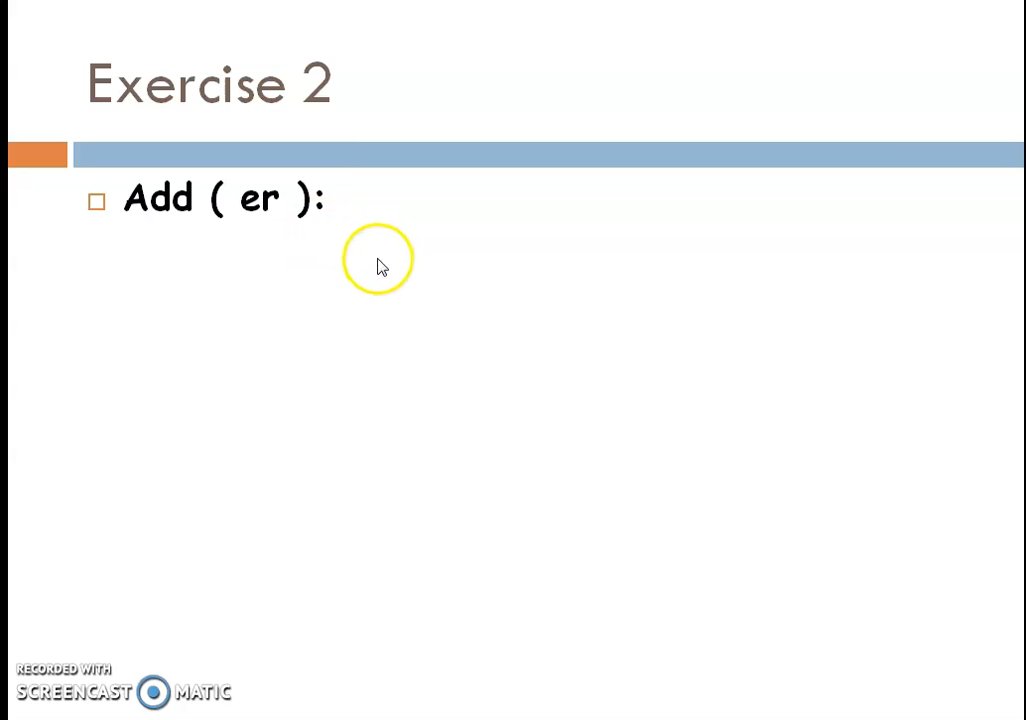 Exercise 2
Add ( er ):
RECORDED WITH
SCREENCAST MATIC